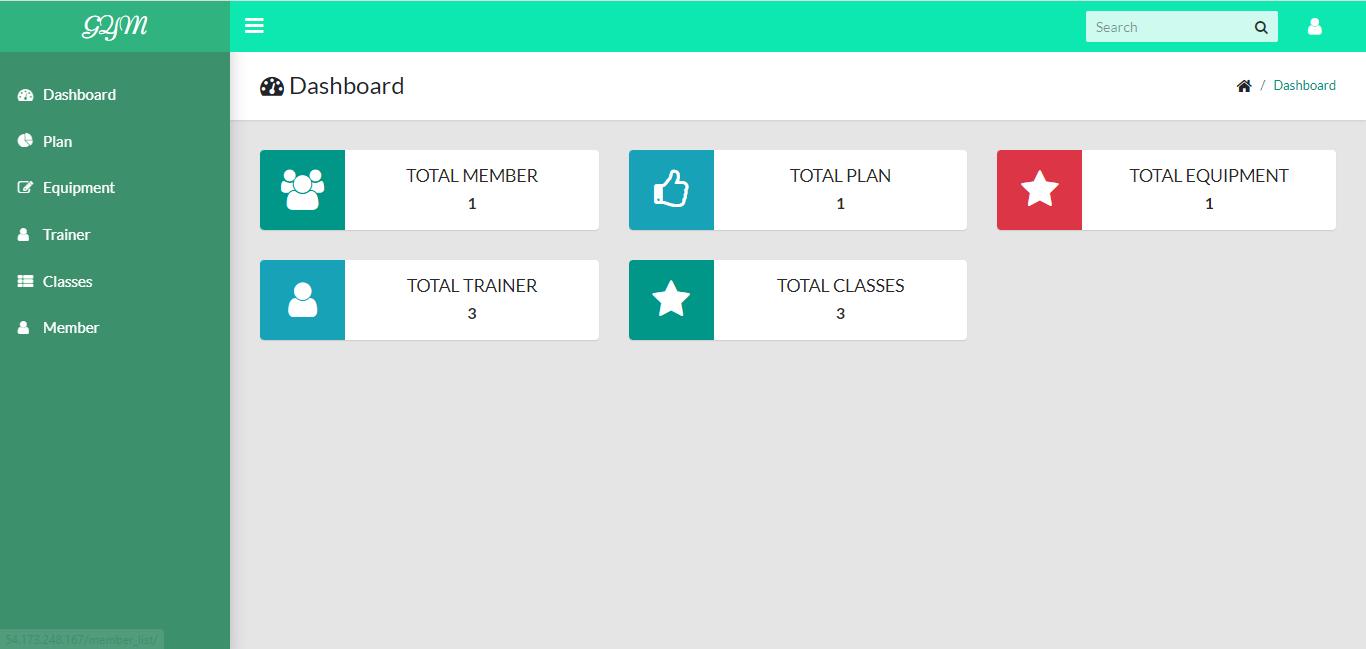 GYM
Search
Dashboard
/ Dashboard
Dashboard
Plan
Equipment
Trainer
Classes
Member
TOTAL MEMBER
1
TOTAL PLAN
1
TOTAL EQUIPMENT
1
TOTAL TRAINER
3
TOTAL CLASSES
3
54.173.248.167/member_list/